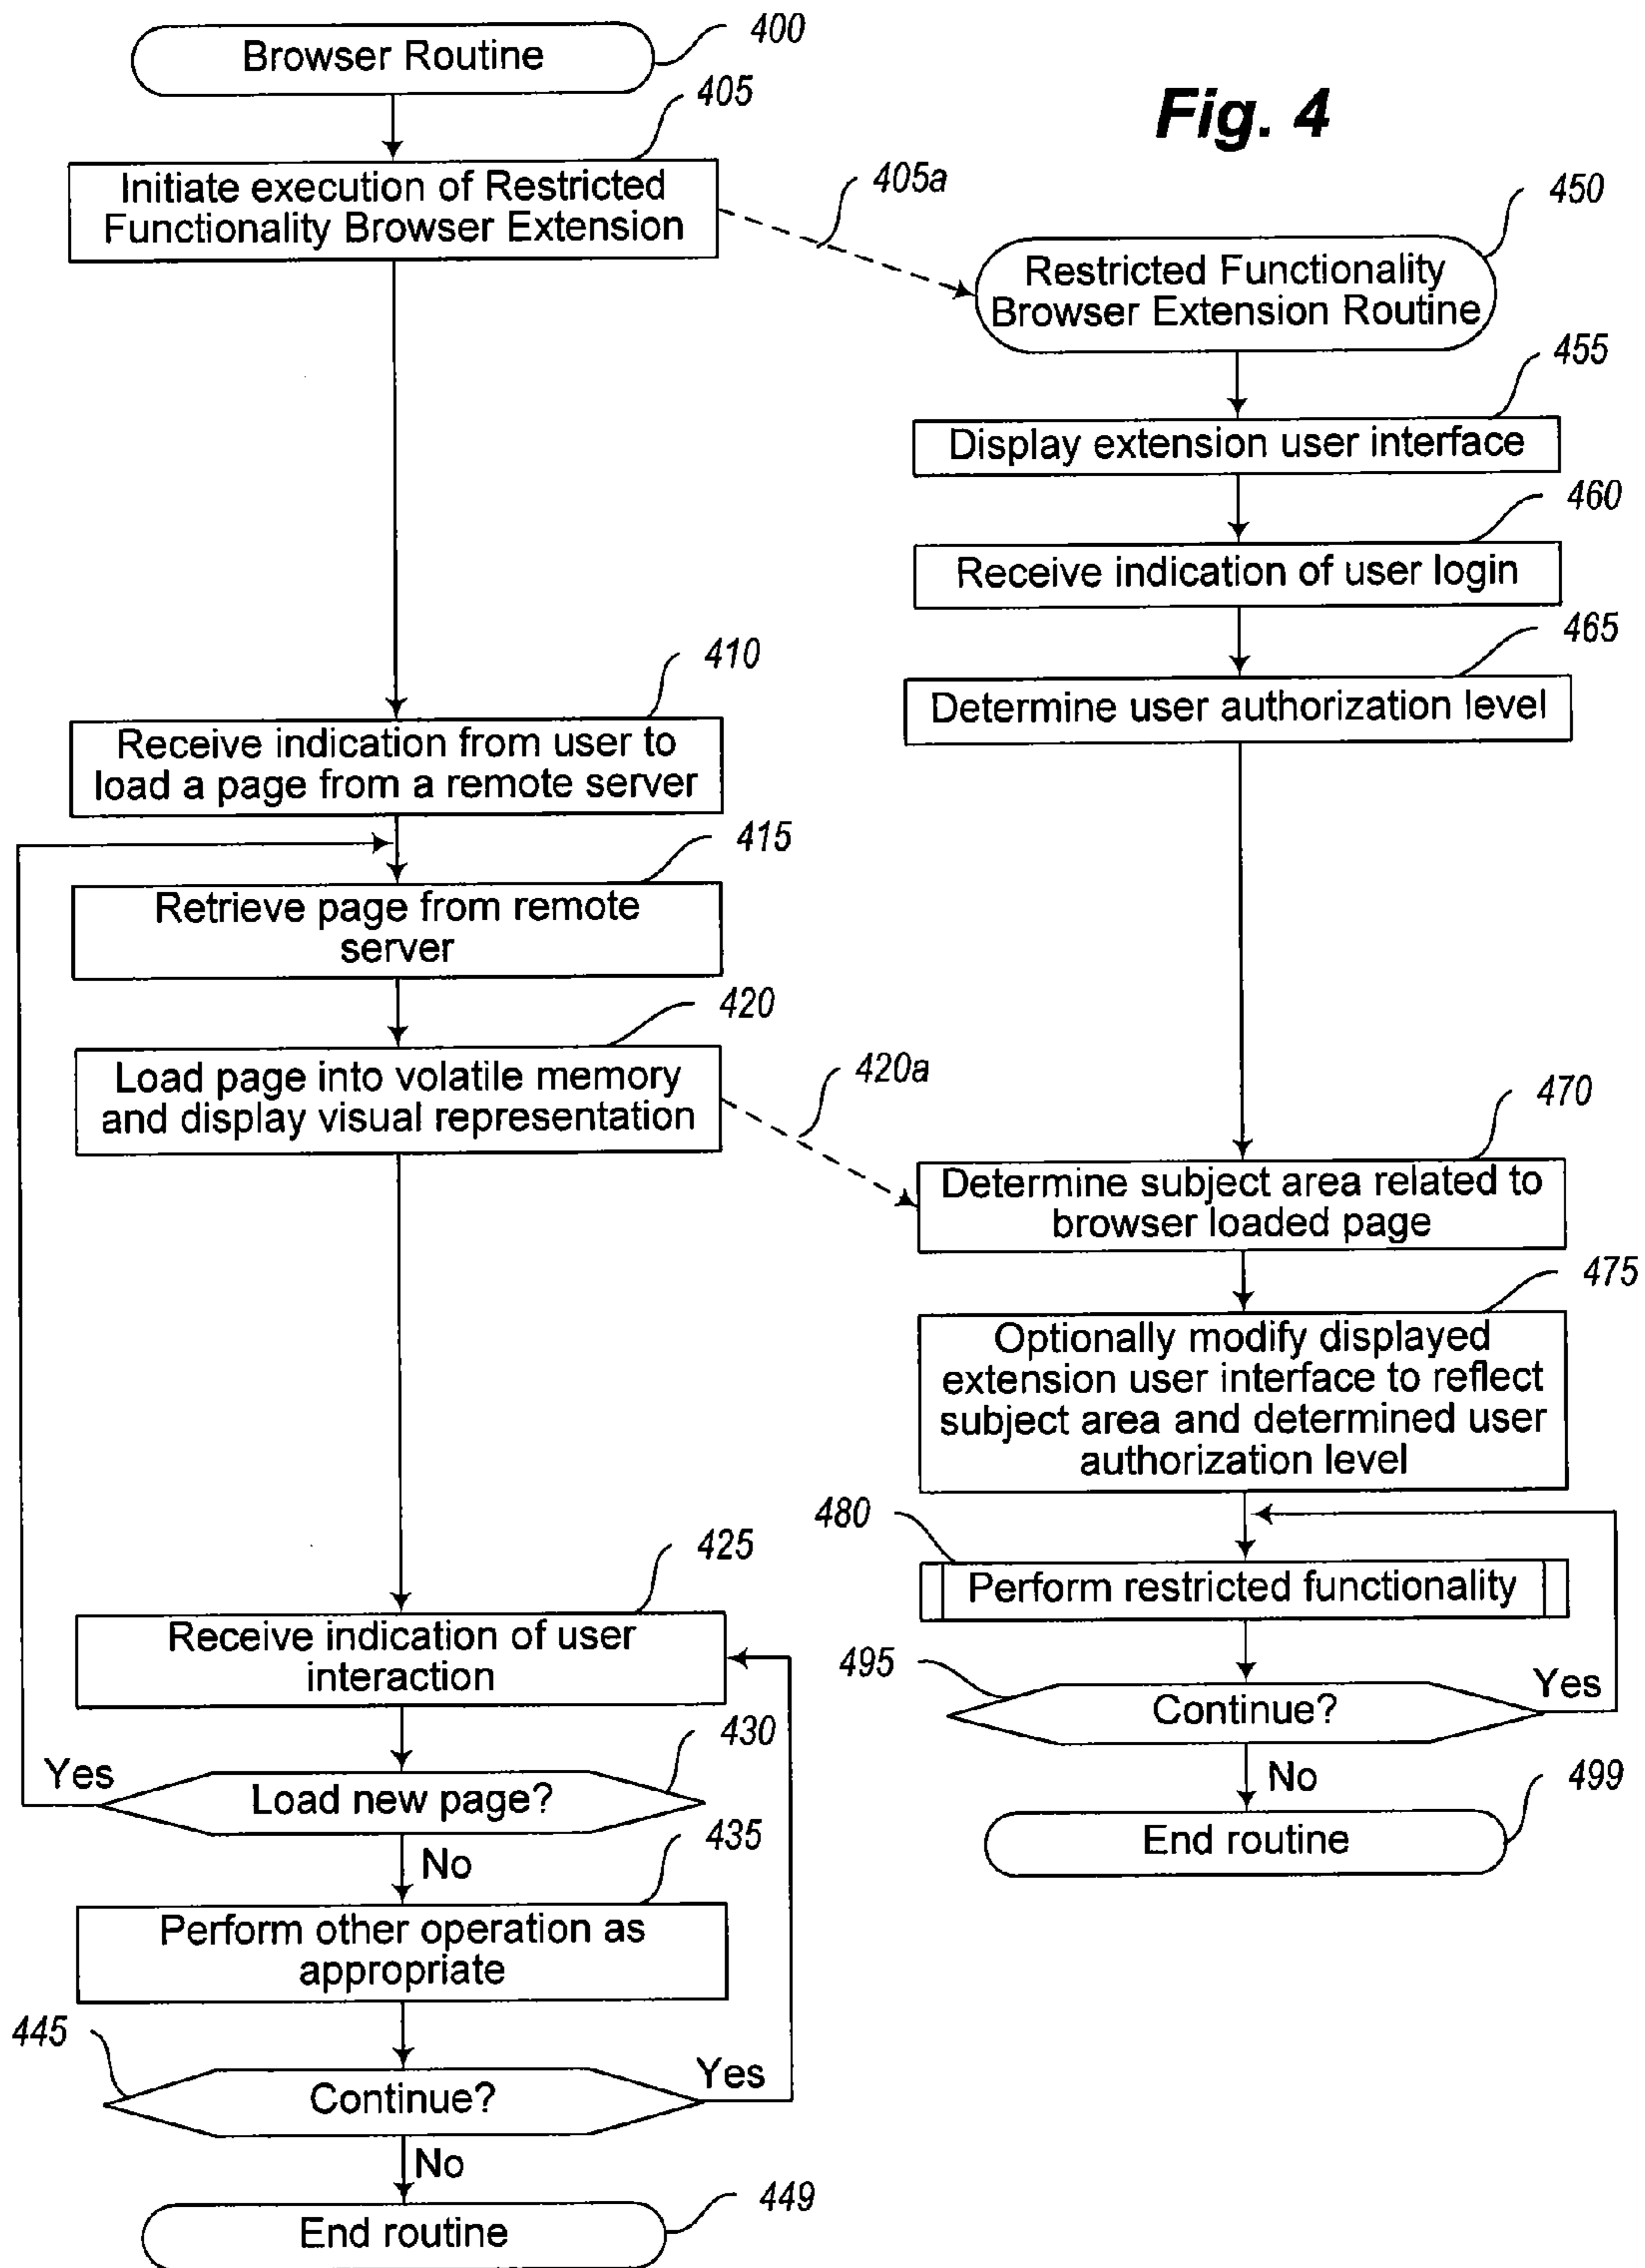 Browser Routine
400
405
Initiate execution of Restricted
Functionality Browser Extension
Fig. 4
405a
450
Restricted Functionality
Browser Extension Routine
455
Display extension user interface
460
Receive indication of user login
465
Determine user authorization level
410
Receive indication from user to
load a page from a remote server
415
Retrieve page from remote
server
420
Load page into volatile memory
and display visual representation
420a
470
Determine subject area related to
browser loaded page
475
Optionally modify displayed
extension user interface to reflect
subject area and determined user
authorization level
480
Perform restricted functionality
495
Continue?
Yes
No
499
End routine
425
Receive indication of user
interaction
430
Yes
Load new page?
No
435
Perform other operation as
appropriate
445
Continue?
Yes
No
449
End routine